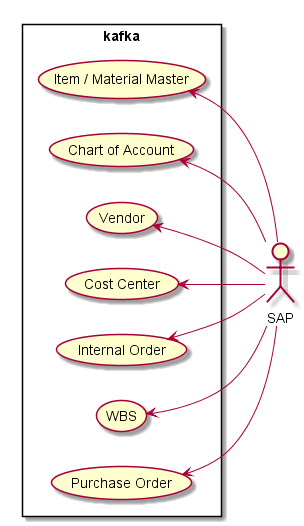 kafka
Item / Material Master
Chart of Account
Vendor
Cost Center
SAP
Internal Order
WBS
Purchase Order